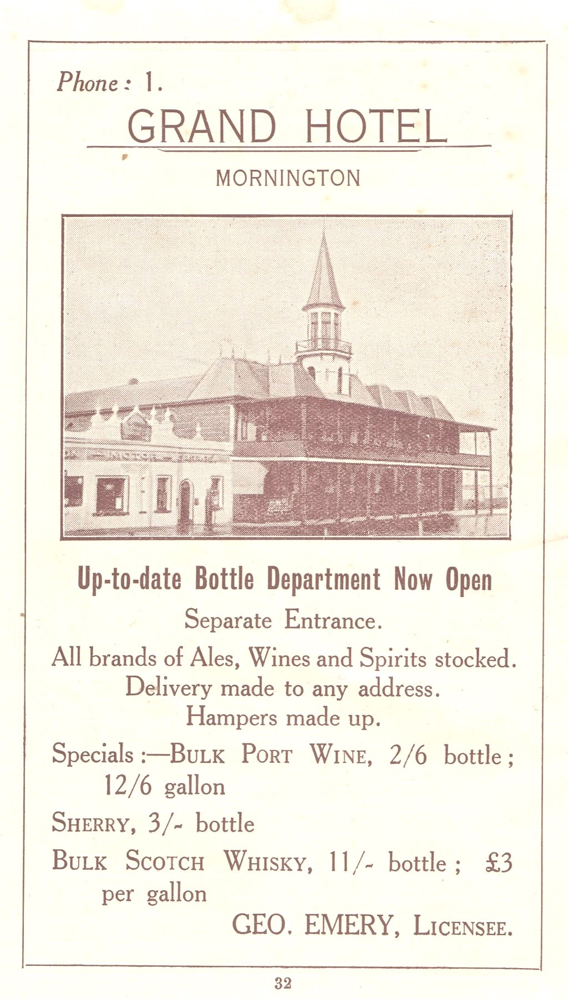 Phone: 1.
GRAND HOTEL
MORNINGTON
MOTOR
Up-to-date Bottle Department Now Open
Separate Entrance.
All brands of Ales, Wines and Spirits stocked.
Delivery made to any address.
Hampers made up.
Specials :—BULK PORT WINE, 2/6 bottle ;
12/6 gallon
SHERRY, 3/- bottle
BULK SCOTCH WHISKY, 11/- bottle ; £3
per gallon
GEO. EMERY, LICENSEE.
32